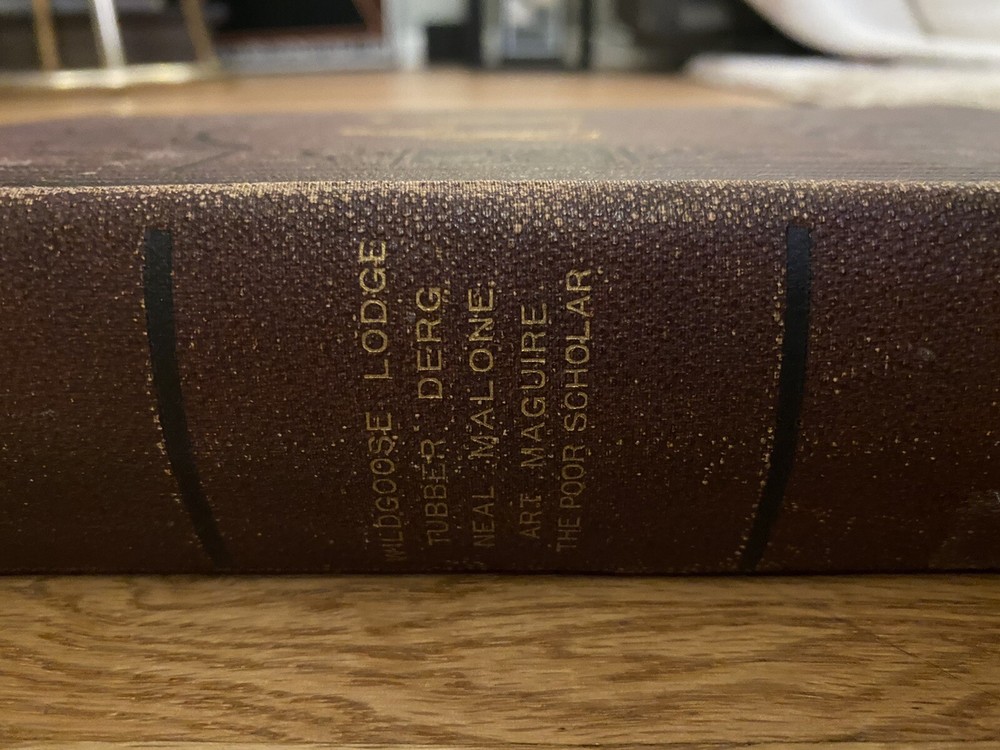 WILDGOOSE LODGE
TUBBER DERG
NEAL MALONE
ART MAGUIRE
THE POOR SCHOLAR